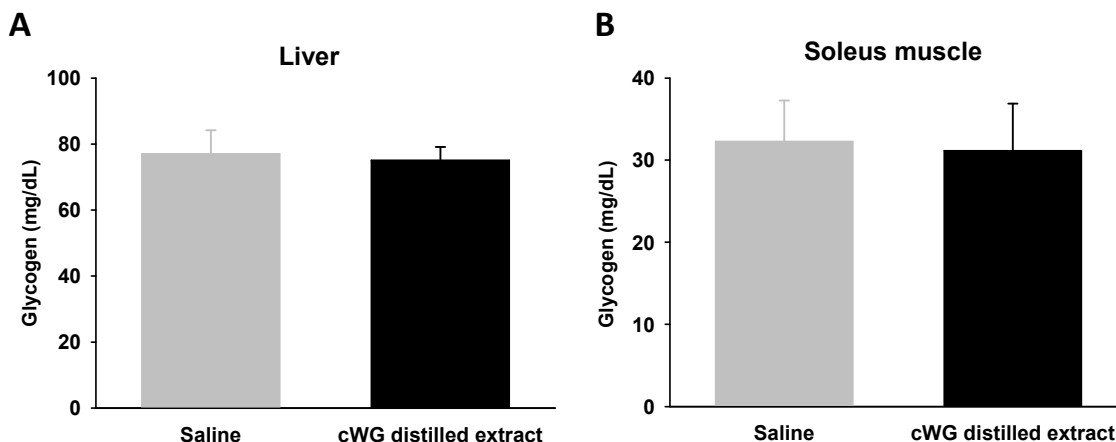 A
Liver
Glycogen (mg/dL)
100
80
60
40
20
0
Saline
cWG distilled extract
B
Soleus muscle
Glycogen (mg/dL)
40
30
20
10
0
Saline
cWG distilled extract